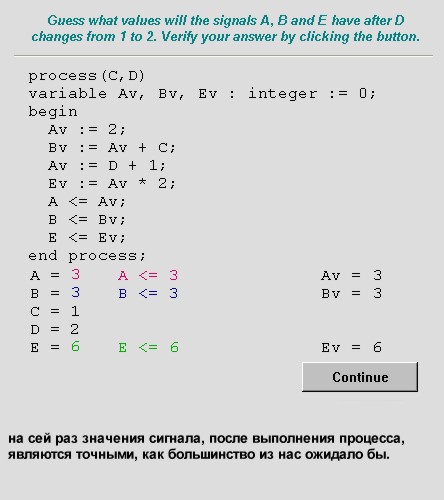 Guess what values will the signals A, B and E have after D
changes from 1 to 2. Verify your answer by clicking the button.
process(C,D)
variable Av, Bv, Ev : integer := 0;
begin
Av := 2;
Bv := Av + C;
Av := D + 1;
Ev := Av * 2;
A <= Av;
B <= Bv;
E <= Ev;
end process;
A = 3 A <= 3 Av = 3
B = 3 B <= 3 Bv = 3
C = 1
D = 2
E = 6 E <= 6 Ev = 6
Continue
на сей раз значения сигнала, после выполнения процесса,
являются точными, как большинство из нас ожидало бы.